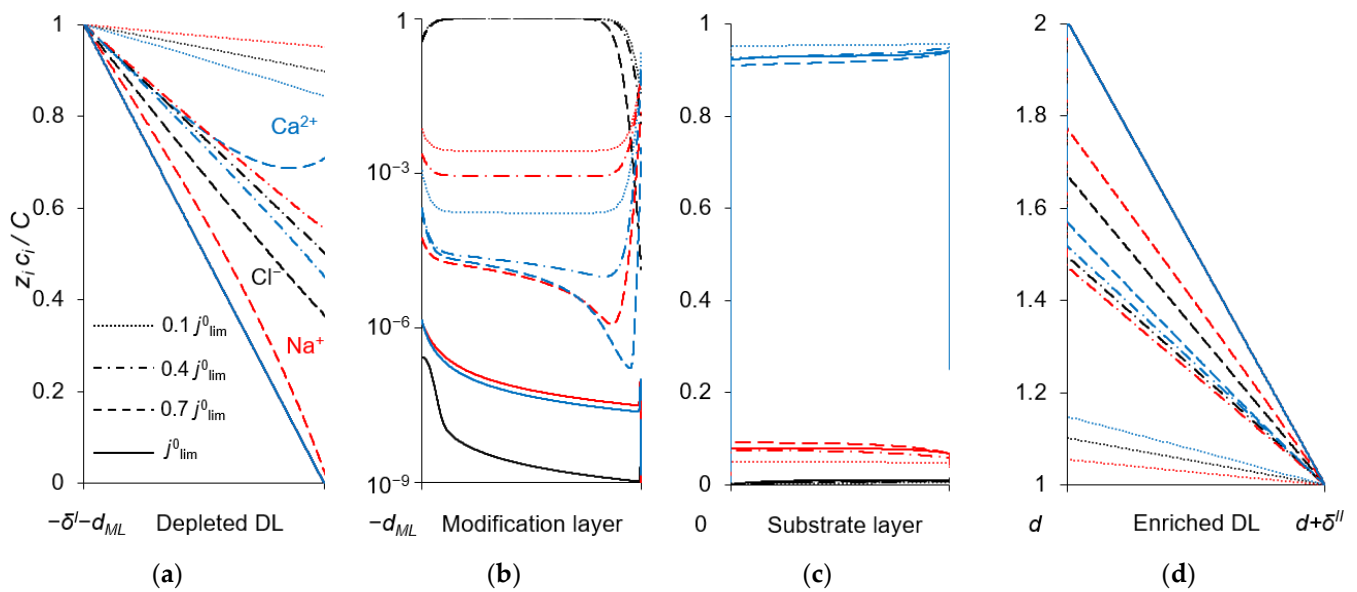 z_i c_i / C
1
0.8
0.6
0.4
0.2
0
Ca²⁺
Cl⁻
Na⁺
0.1 j⁰_lim
0.4 j⁰_lim
0.7 j⁰_lim
j⁰_lim
−δᴵ−d_ML Depleted DL
(a)
1
10⁻³
10⁻⁶
10⁻⁹
−d_ML Modification layer
(b)
1
0.8
0.6
0.4
0.2
0
0 Substrate layer
(c)
2
1.8
1.6
1.4
1.2
1
d Enriched DL d+δᴵᴵ
(d)